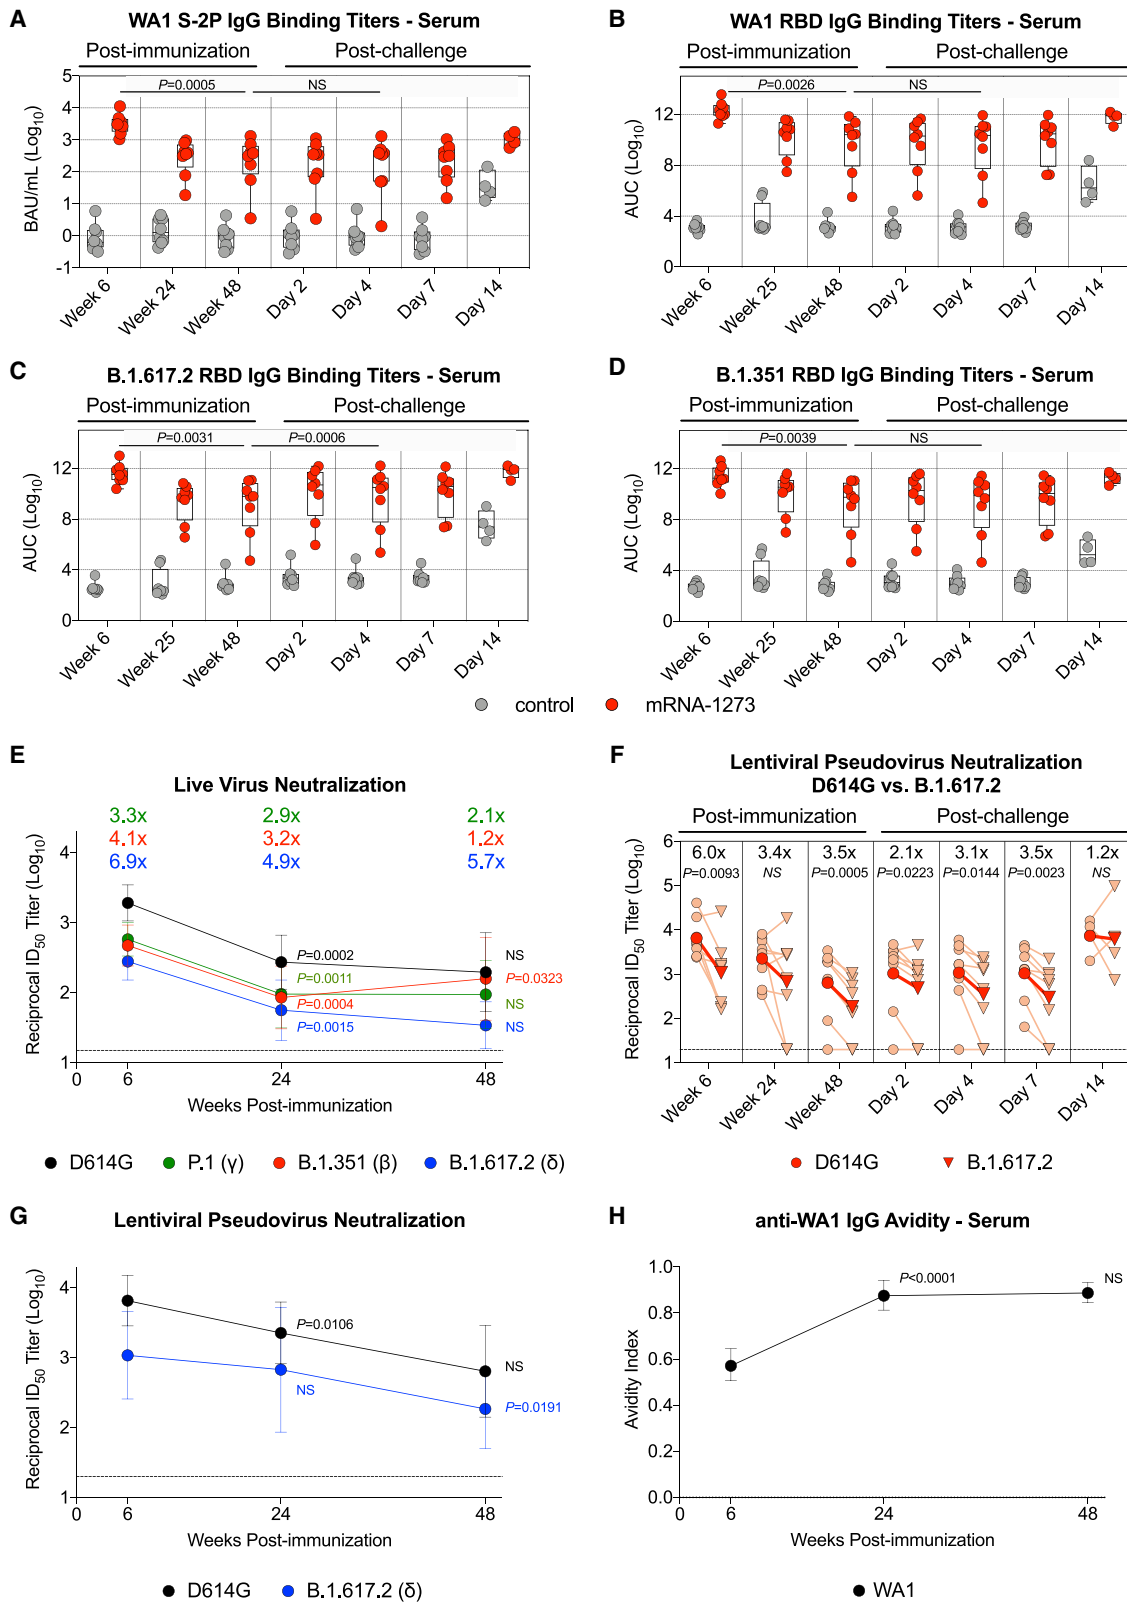 A
WA1 S-2P IgG Binding Titers - Serum
Post-immunization Post-challenge
P=0.0005 NS
BAU/mL (Log10)
5
4
3
2
1
0
-1
Week 6 Week 24 Week 48 Day 2 Day 4 Day 7 Day 14
B
WA1 RBD IgG Binding Titers - Serum
Post-immunization Post-challenge
P=0.0026 NS
AUC (Log10)
12
8
4
0
Week 6 Week 25 Week 48 Day 2 Day 4 Day 7 Day 14
C
B.1.617.2 RBD IgG Binding Titers - Serum
Post-immunization Post-challenge
P=0.0031 P=0.0006
AUC (Log10)
12
8
4
0
Week 6 Week 25 Week 48 Day 2 Day 4 Day 7 Day 14
D
B.1.351 RBD IgG Binding Titers - Serum
Post-immunization Post-challenge
P=0.0039 NS
AUC (Log10)
12
8
4
0
Week 6 Week 25 Week 48 Day 2 Day 4 Day 7 Day 14
control mRNA-1273
E
Live Virus Neutralization
3.3x 2.9x 2.1x
4.1x 3.2x 1.2x
6.9x 4.9x 5.7x
Reciprocal ID50 Titer (Log10)
4
3
2
1
P=0.0002 NS
P=0.0011 P=0.0323
P=0.0004 NS
P=0.0015 NS
0 6 24 48
Weeks Post-immunization
D614G P.1 (γ) B.1.351 (β) B.1.617.2 (δ)
F
Lentiviral Pseudovirus Neutralization
D614G vs. B.1.617.2
Post-immunization Post-challenge
6.0x 3.4x 3.5x 2.1x 3.1x 3.5x 1.2x
P=0.0093 NS P=0.0005 P=0.0223 P=0.0144 P=0.0023 NS
Reciprocal ID50 Titer (Log10)
6
5
4
3
2
1
Week 6 Week 24 Week 48 Day 2 Day 4 Day 7 Day 14
D614G B.1.617.2
G
Lentiviral Pseudovirus Neutralization
Reciprocal ID50 Titer (Log10)
4
3
2
1
P=0.0106 NS
NS P=0.0191
0 6 24 48
Weeks Post-immunization
D614G B.1.617.2 (δ)
H
anti-WA1 IgG Avidity - Serum
Avidity Index
1.0
0.8
0.6
0.4
0.2
0.0
P<0.0001 NS
0 6 24 48
Weeks Post-immunization
WA1